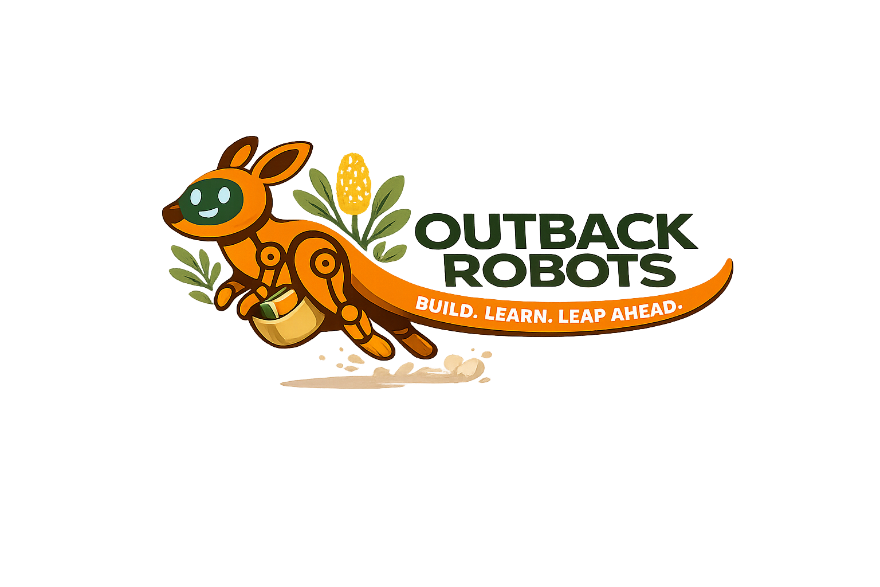 OUTBACK
ROBOTS
BUILD. LEARN. LEAP AHEAD.